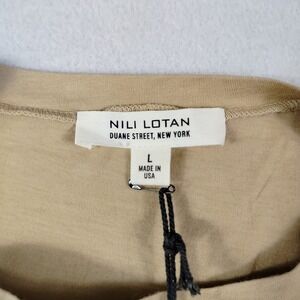 NILI LOTAN
DUANE STREET, NEW YORK
L
MADE IN
USA